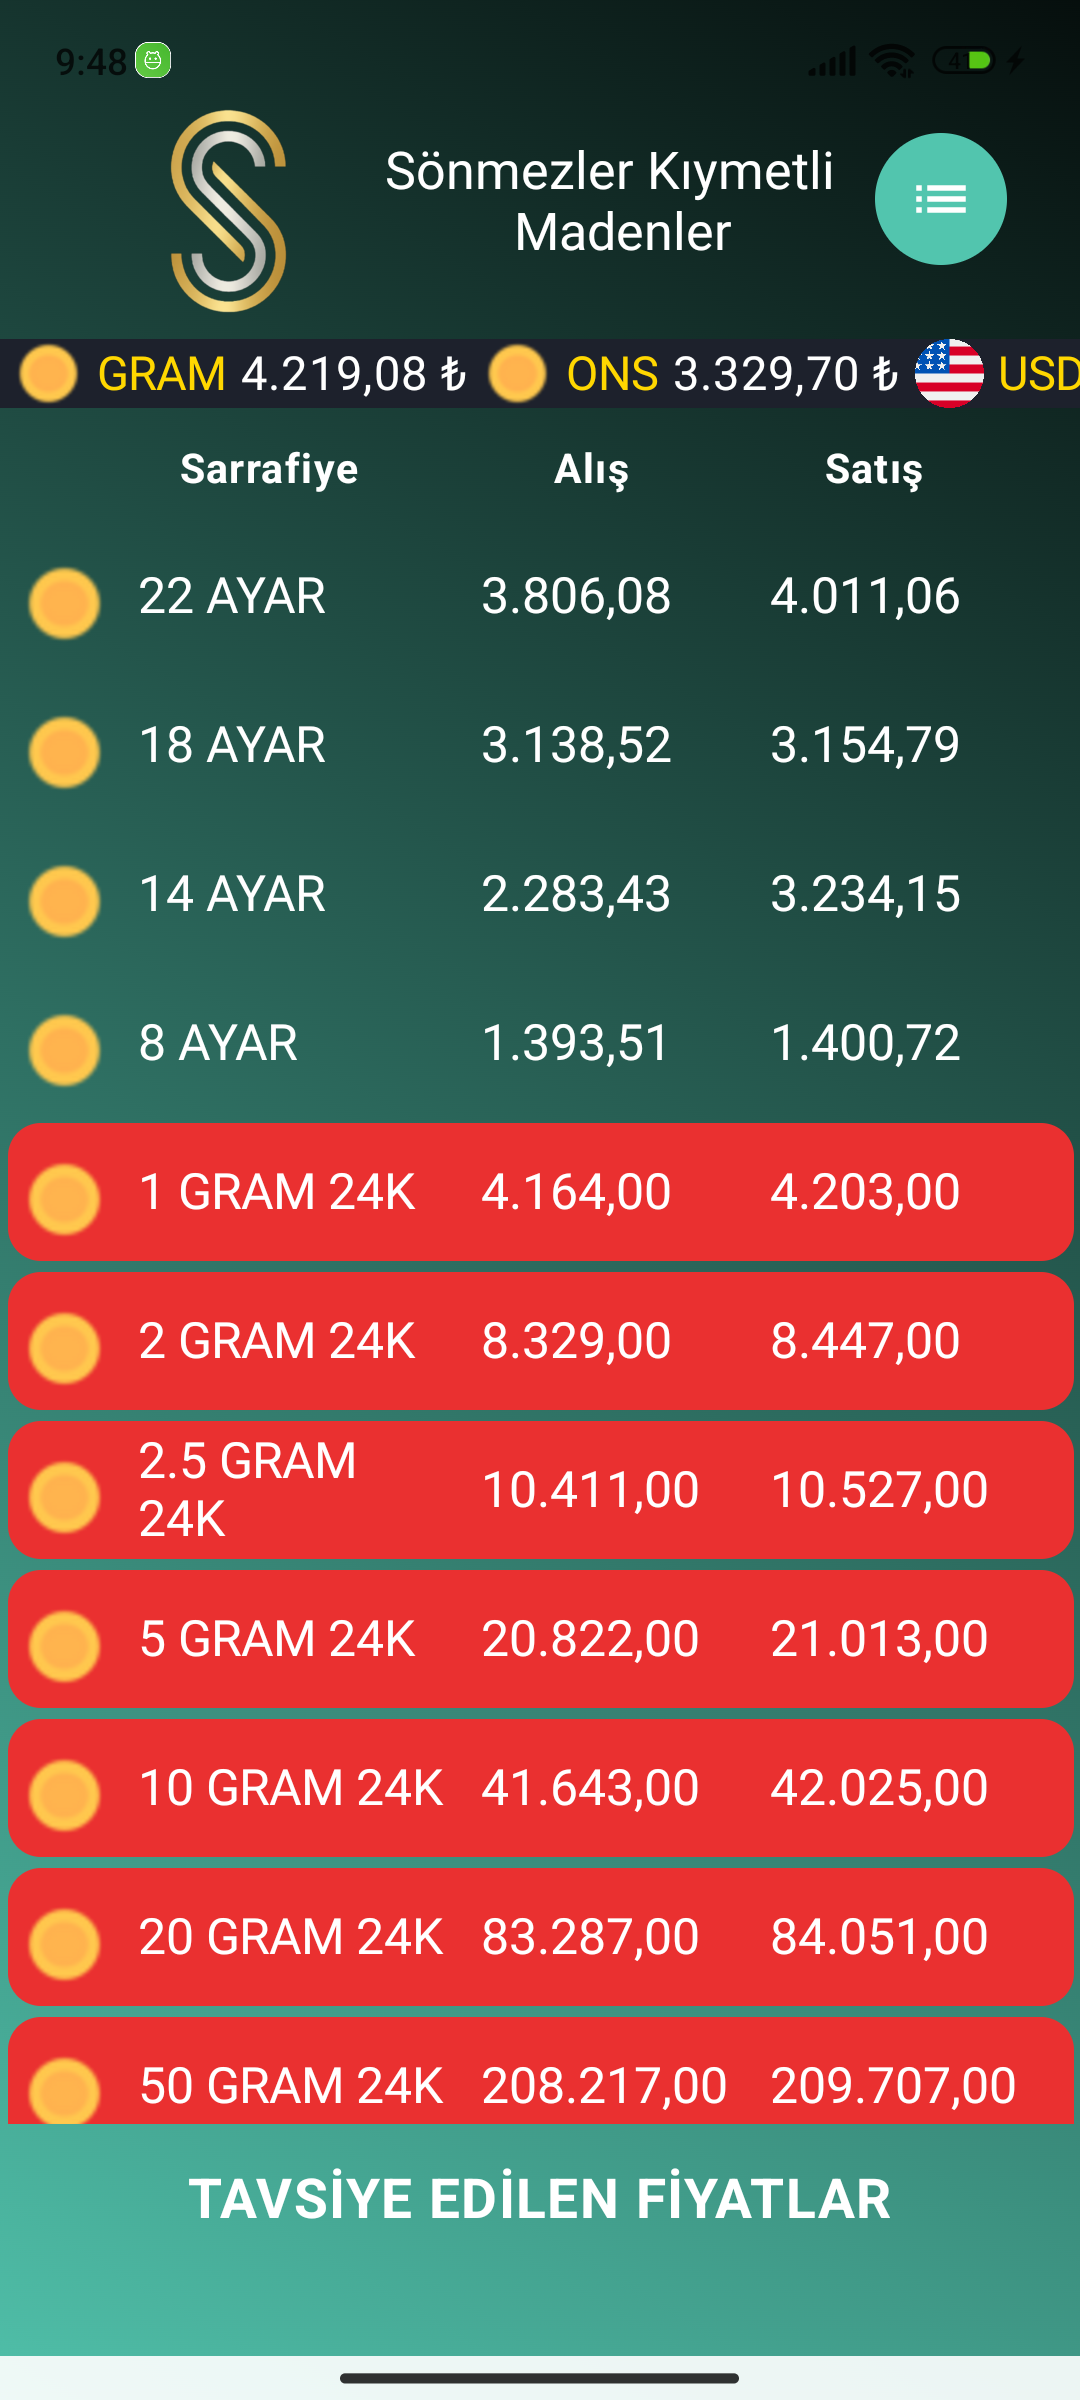 9:48
Sönmezler Kıymetli
Madenler
GRAM 4.219,08 ₺ ONS 3.329,70 ₺ USD
Sarrafiye Alış Satış
22 AYAR 3.806,08 4.011,06
18 AYAR 3.138,52 3.154,79
14 AYAR 2.283,43 3.234,15
8 AYAR 1.393,51 1.400,72
1 GRAM 24K 4.164,00 4.203,00
2 GRAM 24K 8.329,00 8.447,00
2.5 GRAM
24K 10.411,00 10.527,00
5 GRAM 24K 20.822,00 21.013,00
10 GRAM 24K 41.643,00 42.025,00
20 GRAM 24K 83.287,00 84.051,00
50 GRAM 24K 208.217,00 209.707,00
TAVSİYE EDİLEN FİYATLAR